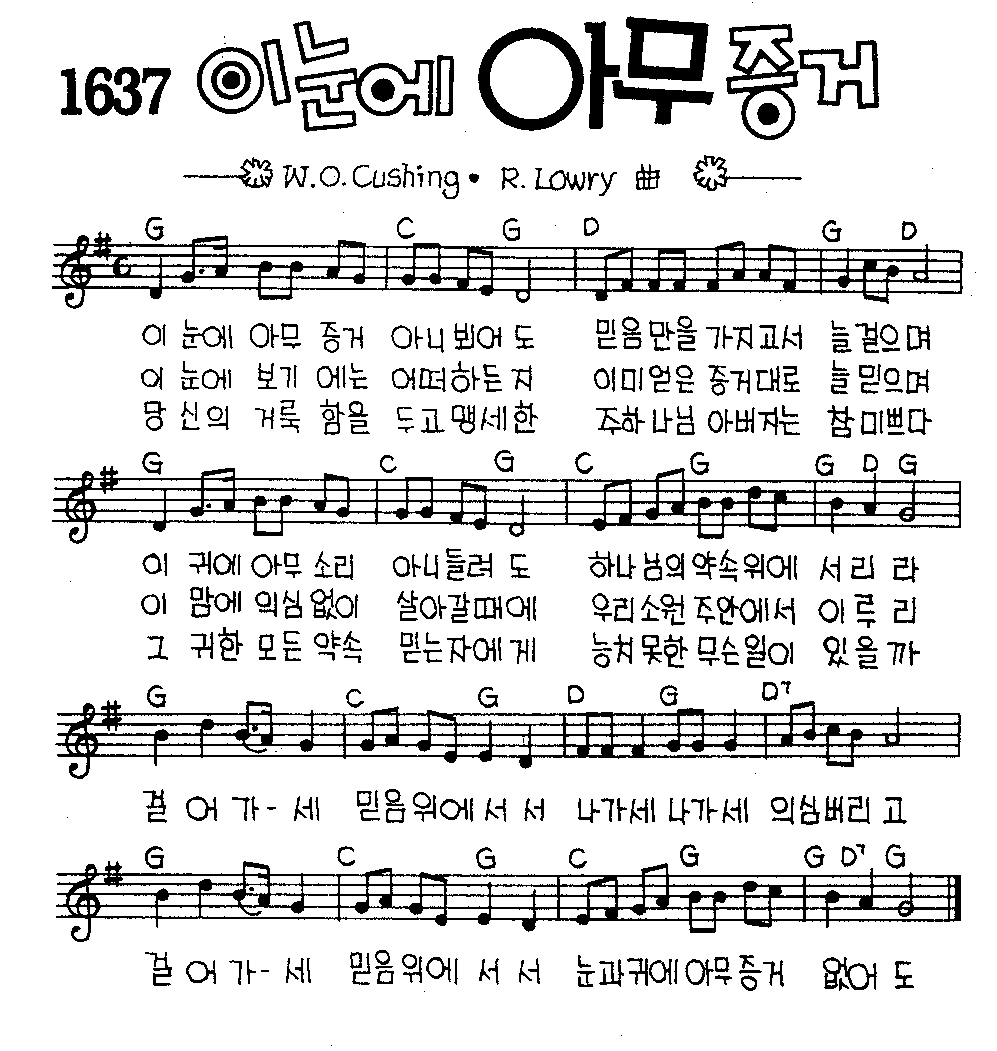 1637 이 눈에 아무 증거
W.O.Cushing • R. Lowry 曲
G C G D G D
이 눈에 아무 증거 아니 뵈어도 믿음만을 가지고서 늘 걸으며
이 눈에 보기에는 어떠하든지 이미 얻은 증거대로 늘 믿으며
당신의 거룩함을 두고 맹세한 주 하나님 아버지는 참 미쁘다
G C G C G G D G
이 귀에 아무 소리 아니 들려도 하나님의 약속 위에 서리라
이 맘에 의심 없이 살아갈 때에 우리 소원 주 안에서 이루리
그 귀한 모든 약속 믿는 자에게 능치 못한 무슨 일이 있을까
G C G D G D7
걸어가-세 믿음 위에 서서 나가세 나가세 의심 버리고
G C G C G G D7 G
걸어가-세 믿음 위에 서서 눈과 귀에 아무 증거 없어도